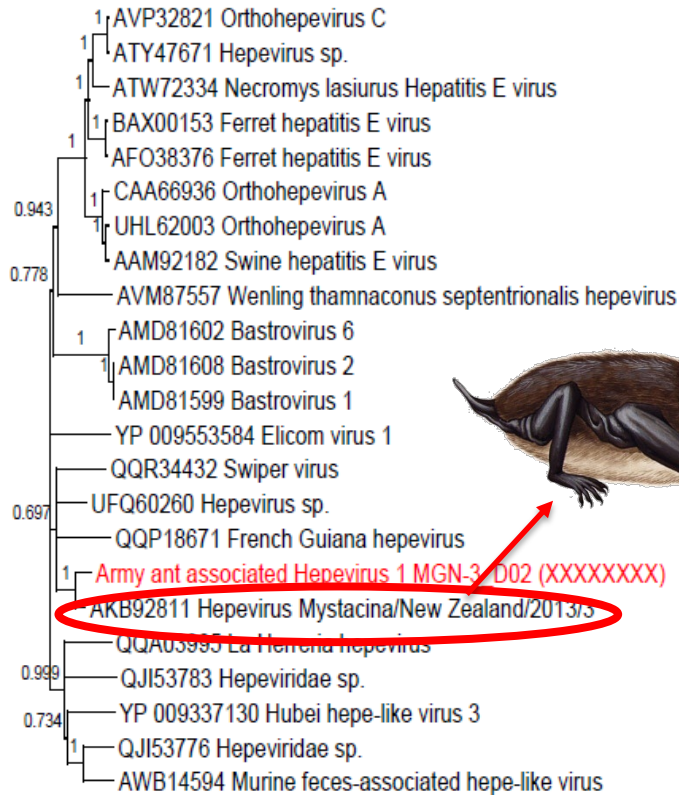 AVP32821 Orthohepevirus C
1
ATY47671 Hepevirus sp.
1
ATW72334 Necromys lasiurus Hepatitis E virus
1
BAX00153 Ferret hepatitis E virus
1
AFO38376 Ferret hepatitis E virus
CAA66936 Orthohepevirus A
1
0.943
UHL62003 Orthohepevirus A
1
AAM92182 Swine hepatitis E virus
0.778
AVM87557 Wenling thamnaconus septentrionalis hepevirus
AMD81602 Bastrovirus 6
1
AMD81608 Bastrovirus 2
1
AMD81599 Bastrovirus 1
YP 009553584 Elicom virus 1
QQR34432 Swiper virus
UFQ60260 Hepevirus sp.
0.697
QQP18671 French Guiana hepevirus
1
Army ant associated Hepevirus 1 MGN-3_D02 (XXXXXXXX)
AKB92811 Hepevirus Mystacina/New Zealand/2013/3
QQA03995 La Herreria hepevirus
0.999
QJI53783 Hepeviridae sp.
YP 009337130 Hubei hepe-like virus 3
0.734
QJI53776 Hepeviridae sp.
1
AWB14594 Murine feces-associated hepe-like virus